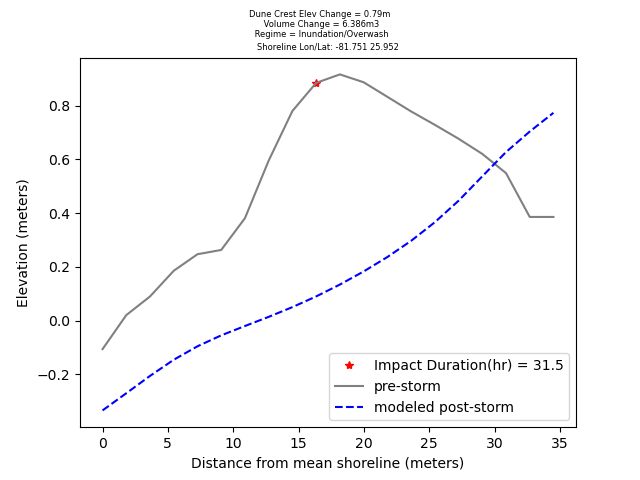 Dune Crest Elev Change = 0.79m
Volume Change = 6.386m3
Regime = Inundation/Overwash
Shoreline Lon/Lat: -81.751 25.952
0.8
0.6
0.4
0.2
0.0
−0.2
Elevation (meters)
Impact Duration(hr) = 31.5
pre-storm
modeled post-storm
0 5 10 15 20 25 30 35
Distance from mean shoreline (meters)